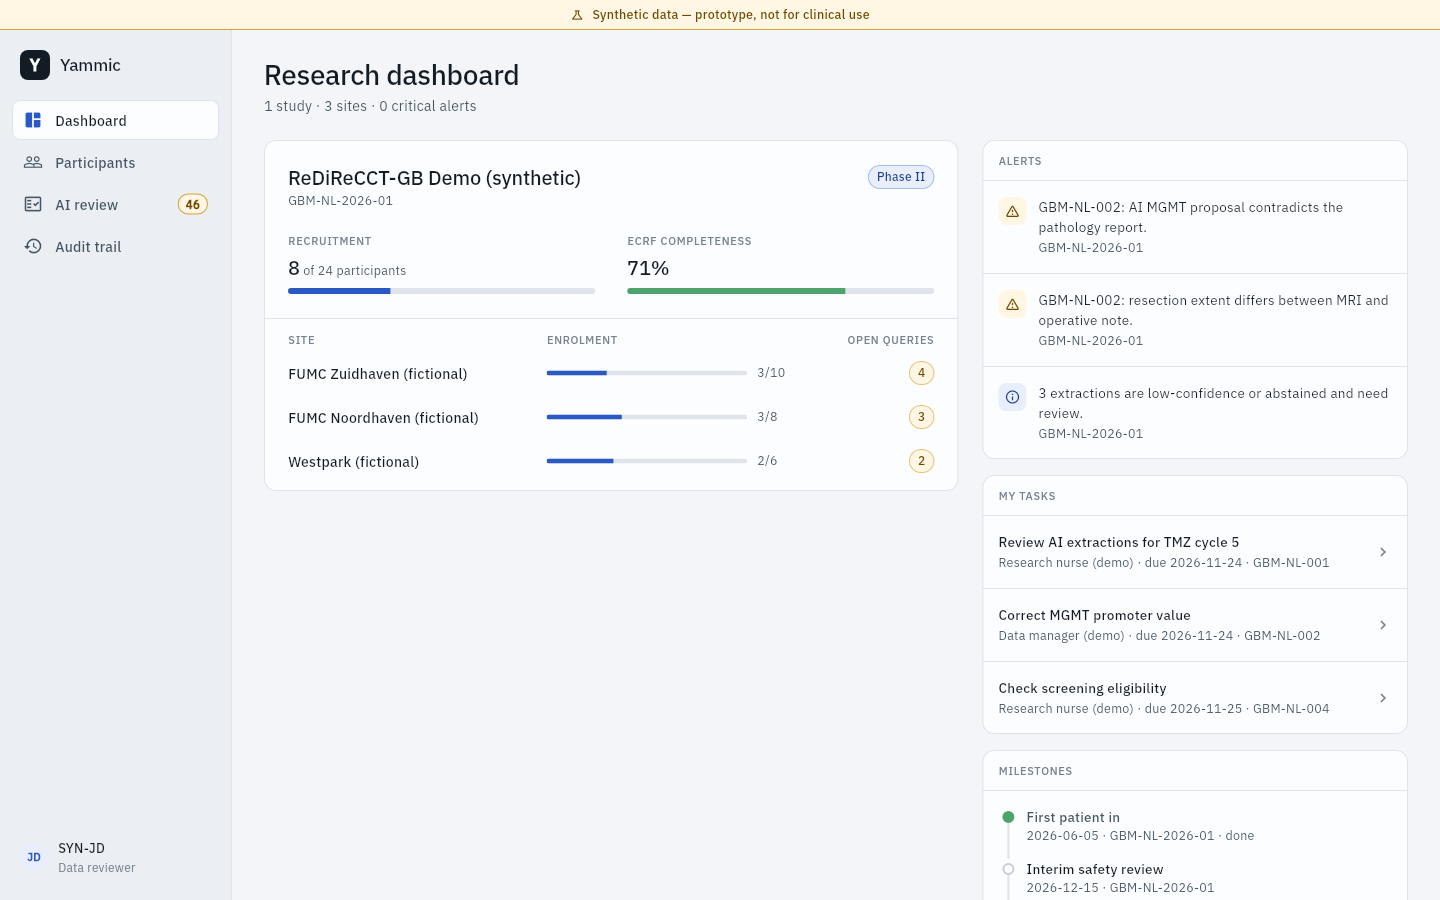 Synthetic data — prototype, not for clinical use
Y Yammic
Dashboard
Participants
AI review 46
Audit trail
JD
SYN-JD
Data reviewer
Research dashboard
1 study · 3 sites · 0 critical alerts
ReDiReCCT-GB Demo (synthetic)
Phase II
GBM-NL-2026-01
RECRUITMENT
8 of 24 participants
ECRF COMPLETENESS
71%
SITE ENROLMENT OPEN QUERIES
FUMC Zuidhaven (fictional) 3/10 4
FUMC Noordhaven (fictional) 3/8 3
Westpark (fictional) 2/6 2
ALERTS
GBM-NL-002: AI MGMT proposal contradicts the
pathology report.
GBM-NL-2026-01
GBM-NL-002: resection extent differs between MRI and
operative note.
GBM-NL-2026-01
3 extractions are low-confidence or abstained and need
review.
GBM-NL-2026-01
MY TASKS
Review AI extractions for TMZ cycle 5
Research nurse (demo) · due 2026-11-24 · GBM-NL-001
Correct MGMT promoter value
Data manager (demo) · due 2026-11-24 · GBM-NL-002
Check screening eligibility
Research nurse (demo) · due 2026-11-25 · GBM-NL-004
MILESTONES
First patient in
2026-06-05 · GBM-NL-2026-01 · done
Interim safety review
2026-12-15 · GBM-NL-2026-01